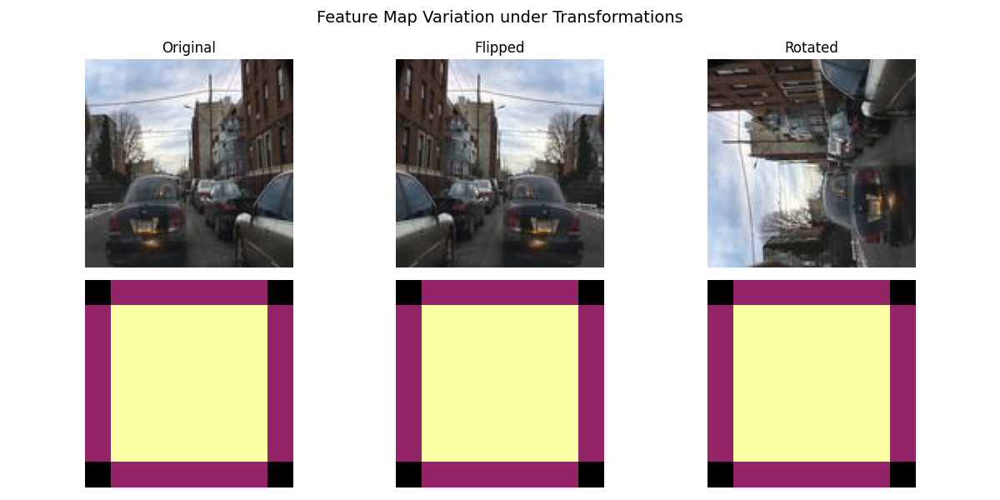 Feature Map Variation under Transformations
Original
Flipped
Rotated